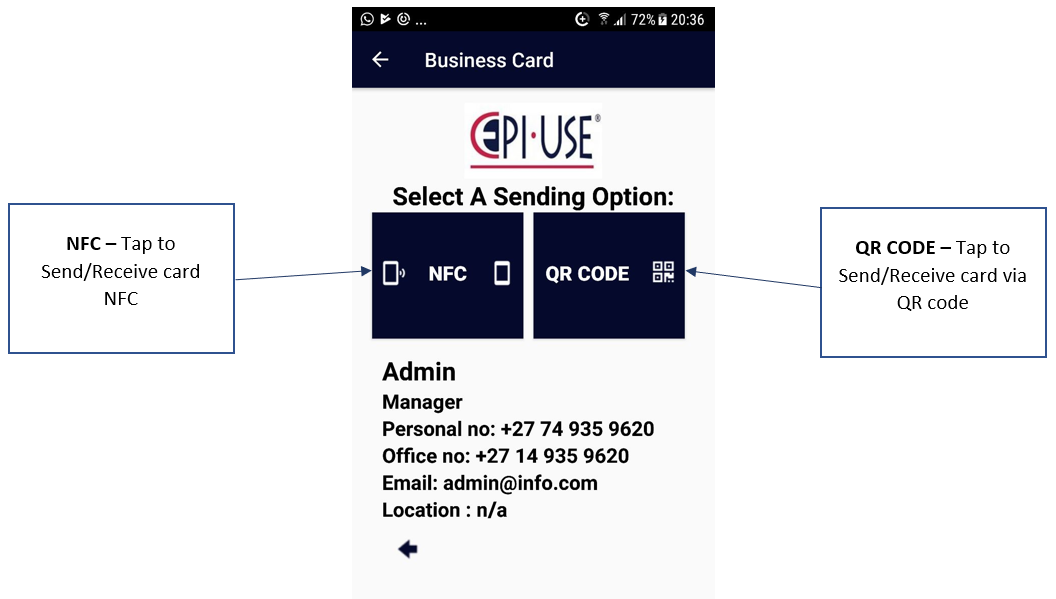 ... 72% 20:36
Business Card
EPI·USE®
Select A Sending Option:
NFC
QR CODE
NFC – Tap to
Send/Receive card
NFC
QR CODE – Tap to
Send/Receive card via
QR code
Admin
Manager
Personal no: +27 74 935 9620
Office no: +27 14 935 9620
Email: admin@info.com
Location : n/a